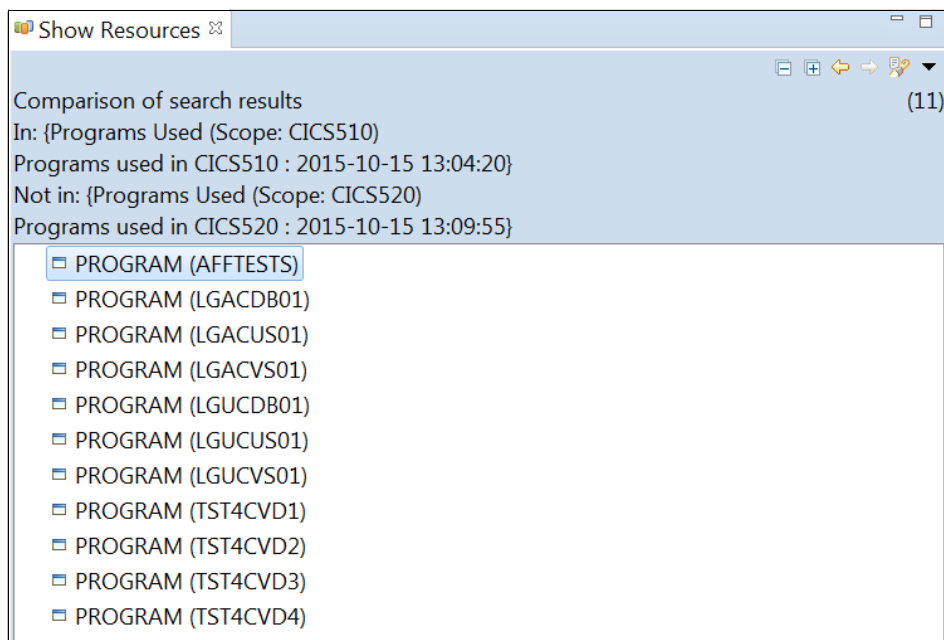 Show Resources
Comparison of search results (11)
In: {Programs Used (Scope: CICS510)
Programs used in CICS510 : 2015-10-15 13:04:20}
Not in: {Programs Used (Scope: CICS520)
Programs used in CICS520 : 2015-10-15 13:09:55}
PROGRAM (AFFTESTS)
PROGRAM (LGACDB01)
PROGRAM (LGACUS01)
PROGRAM (LGACVS01)
PROGRAM (LGUCDB01)
PROGRAM (LGUCUS01)
PROGRAM (LGUCVS01)
PROGRAM (TST4CVD1)
PROGRAM (TST4CVD2)
PROGRAM (TST4CVD3)
PROGRAM (TST4CVD4)